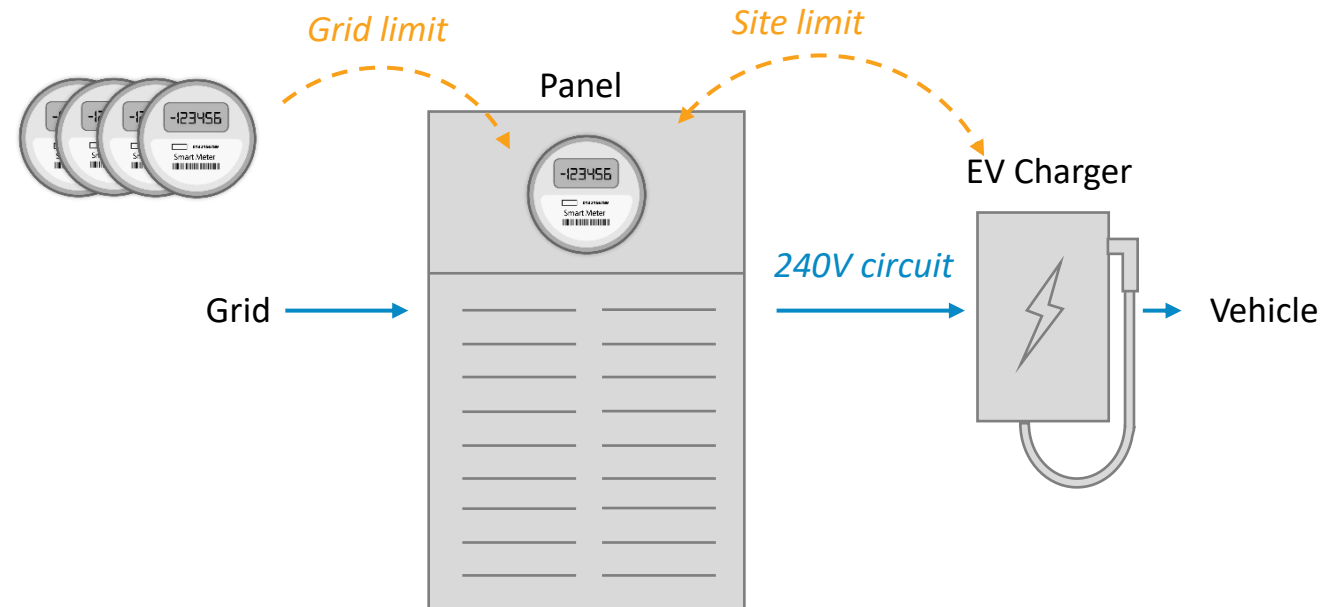 Grid limit
Site limit
Panel
-123456
Smart Meter
-123456
Smart Meter
EV Charger
240V circuit
Grid
Vehicle